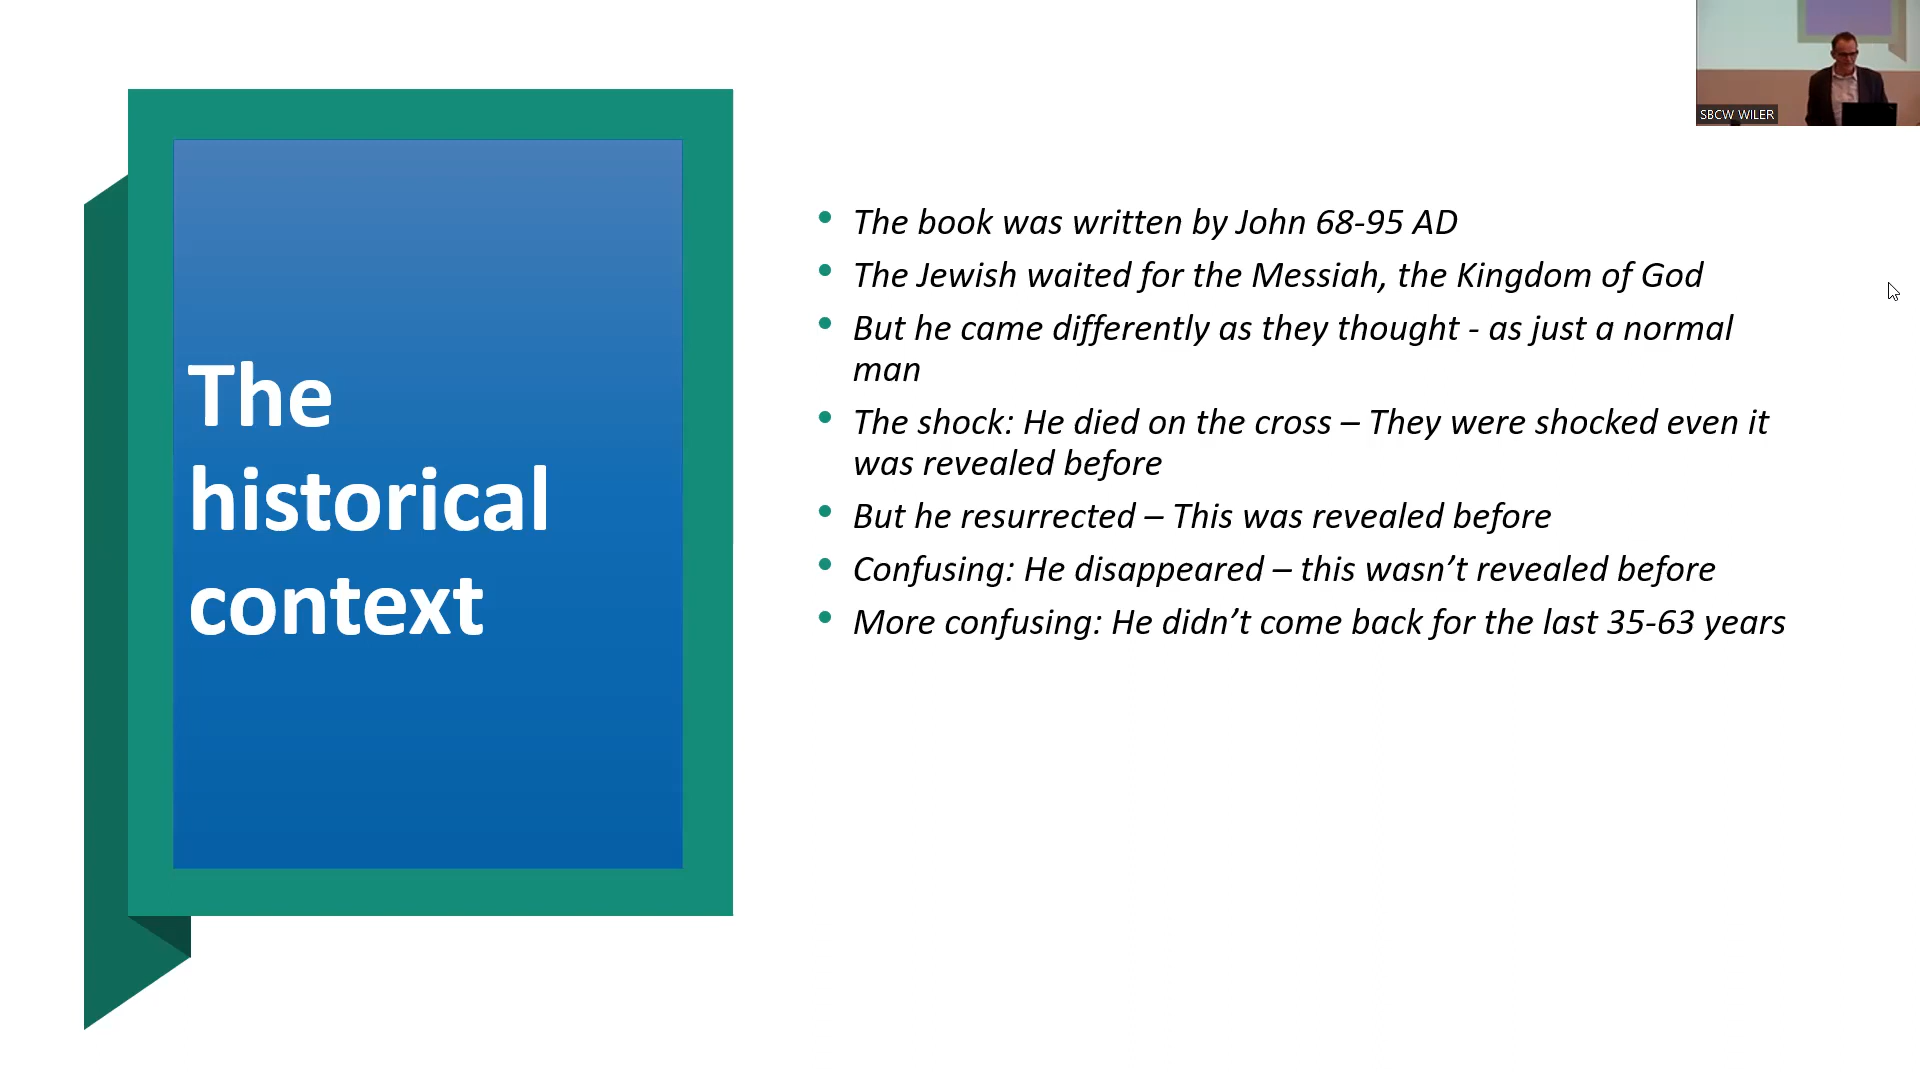 SBCW WILER
The
historical
context
• The book was written by John 68-95 AD
• The Jewish waited for the Messiah, the Kingdom of God
• But he came differently as they thought - as just a normal
man
• The shock: He died on the cross – They were shocked even it
was revealed before
• But he resurrected – This was revealed before
• Confusing: He disappeared – this wasn’t revealed before
• More confusing: He didn’t come back for the last 35-63 years